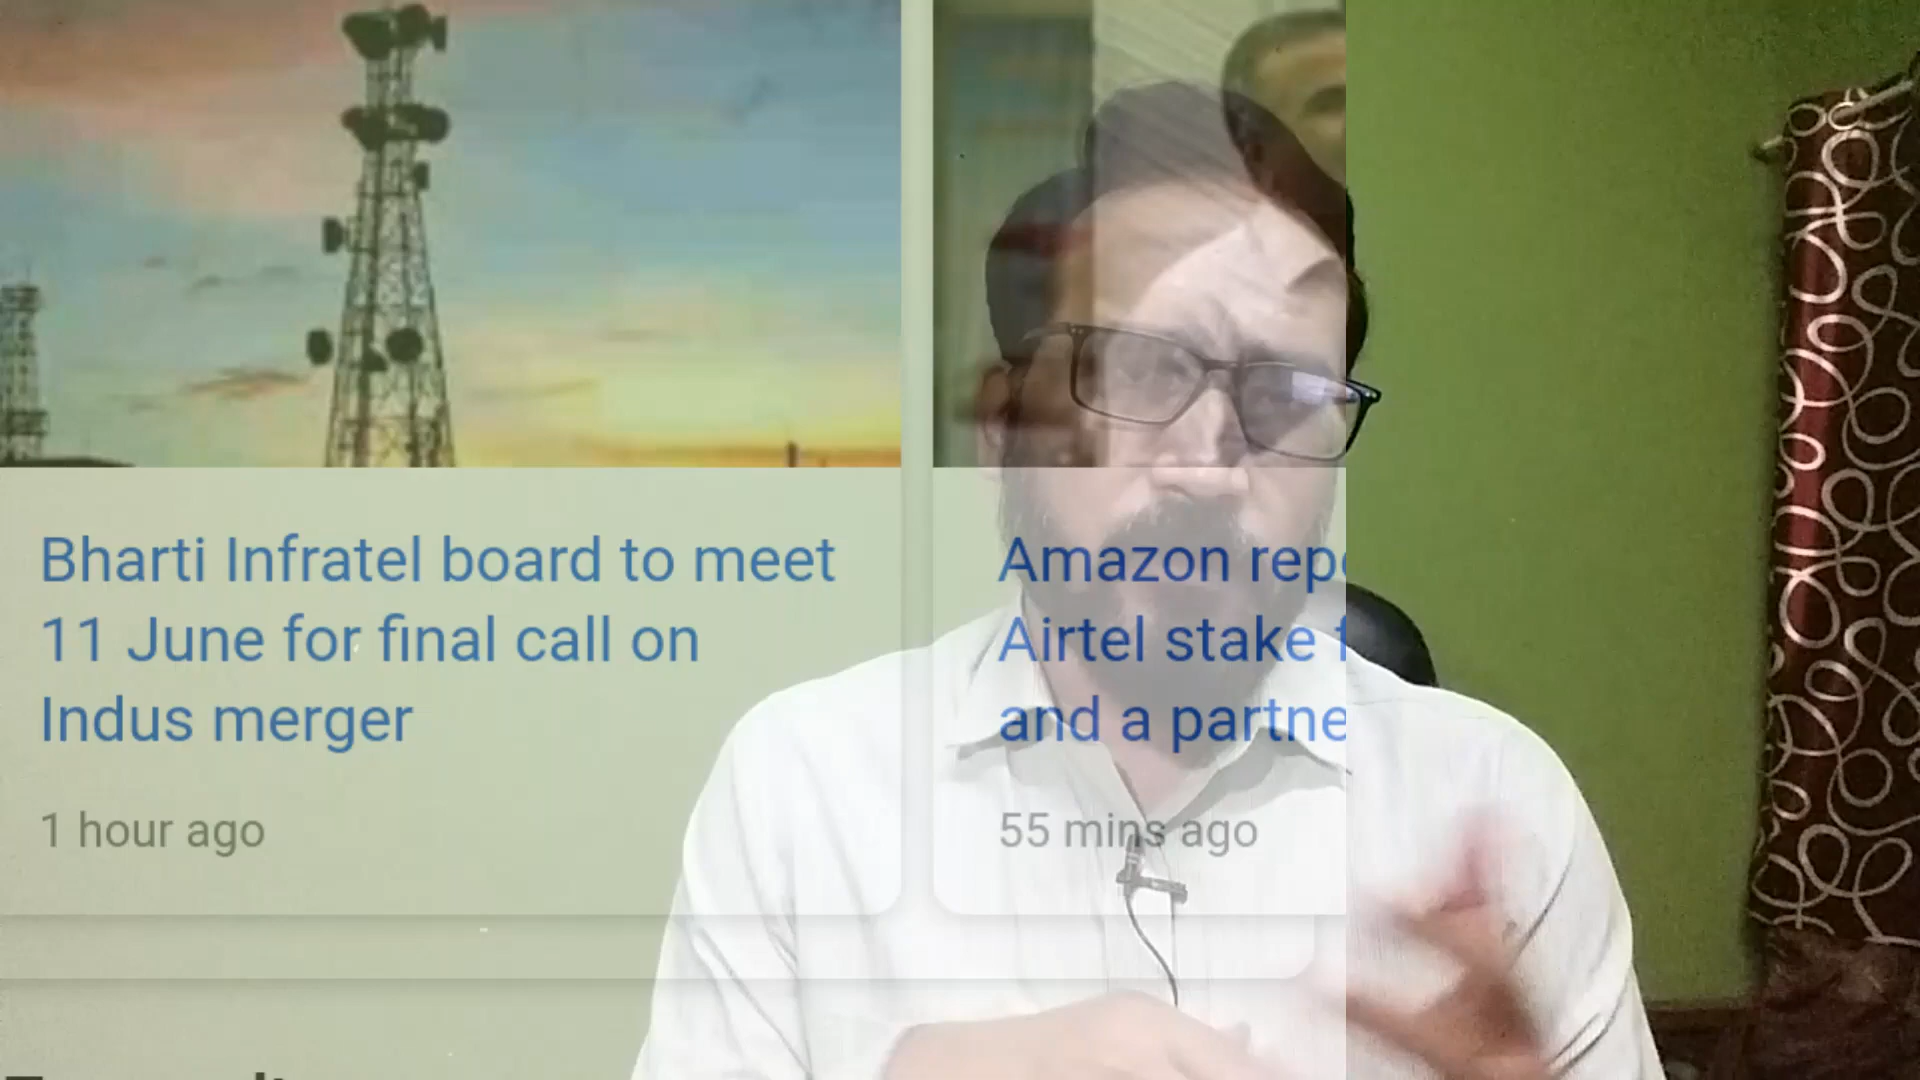 Bharti Infratel board to meet
11 June for final call on
Indus merger
1 hour ago
Amazon rep
Airtel stake
and a partne
55 mins ago